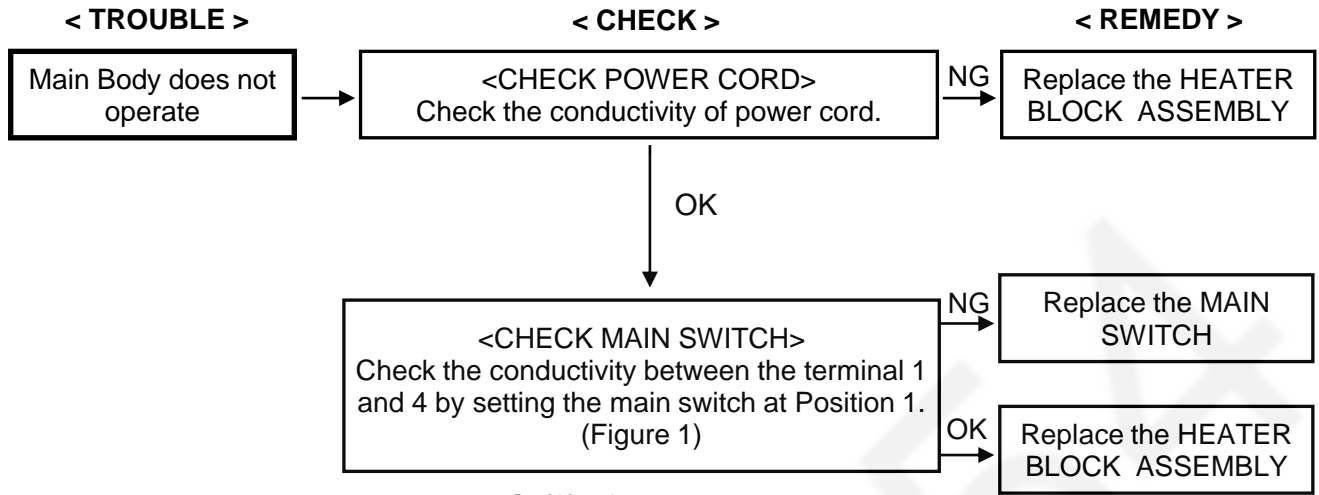 < TROUBLE >
< CHECK >
< REMEDY >
Main Body does not
operate
<CHECK POWER CORD>
Check the conductivity of power cord.
NG
Replace the HEATER
BLOCK ASSEMBLY
OK
<CHECK MAIN SWITCH>
Check the conductivity between the terminal 1
and 4 by setting the main switch at Position 1.
(Figure 1)
NG
Replace the MAIN
SWITCH
OK
Replace the HEATER
BLOCK ASSEMBLY